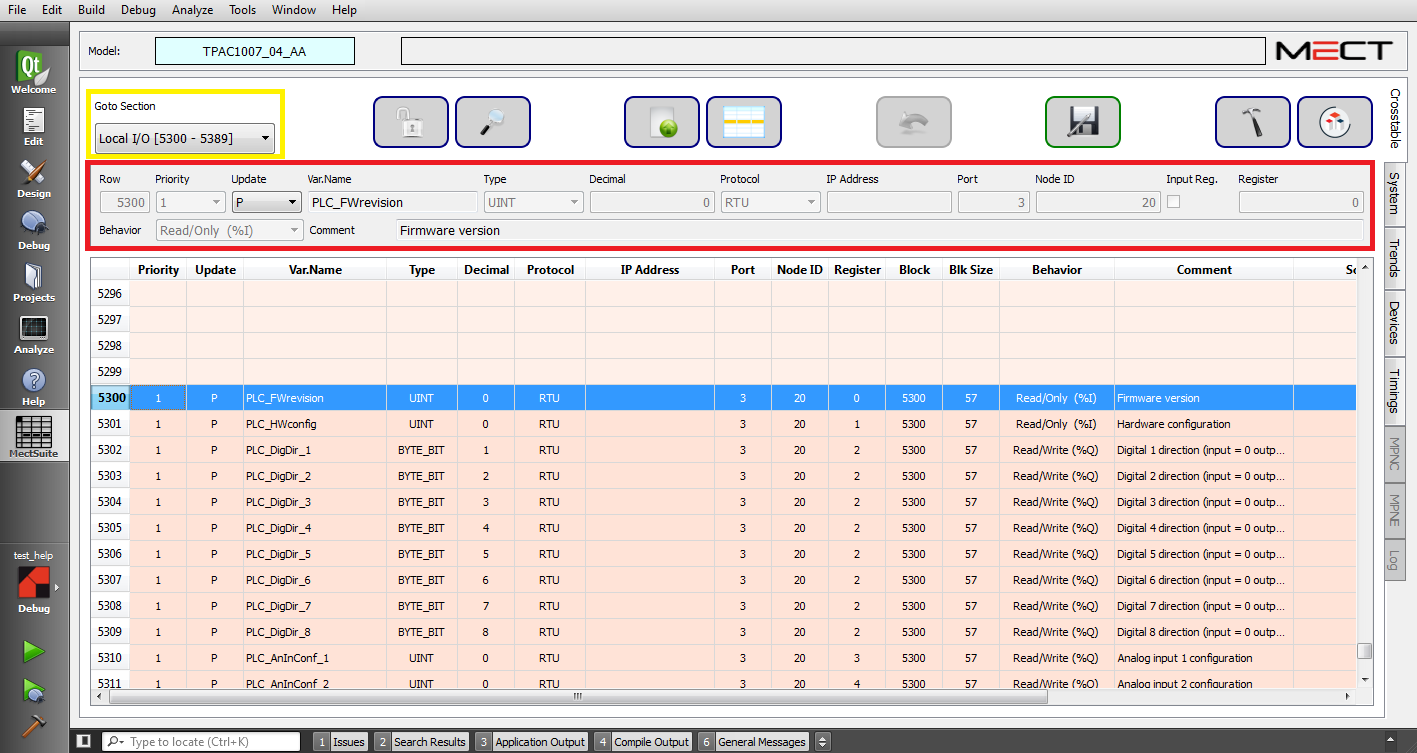 File Edit Build Debug Analyze Tools Window Help
Model: TPAC1007_04_AA MECT
Qt
Welcome
Edit
Design
Debug
Projects
Analyze
Help
MectSuite
test_help
Debug
Goto Section
Local I/O [5300 - 5389]
Row Priority Update Var.Name Type Decimal Protocol IP Address Port Node ID Input Reg. Register
5300 1 P PLC_FWrevision UINT 0 RTU 3 20 0
Behavior Read/Only (%I) Comment Firmware version
Priority Update Var.Name Type Decimal Protocol IP Address Port Node ID Register Block Blk Size Behavior Comment
5296
5297
5298
5299
5300 1 P PLC_FWrevision UINT 0 RTU 3 20 0 5300 57 Read/Only (%I) Firmware version
5301 1 P PLC_HWconfig UINT 0 RTU 3 20 1 5300 57 Read/Only (%I) Hardware configuration
5302 1 P PLC_DigDir_1 BYTE_BIT 1 RTU 3 20 2 5300 57 Read/Write (%Q) Digital 1 direction (input = 0 outp...
5303 1 P PLC_DigDir_2 BYTE_BIT 2 RTU 3 20 2 5300 57 Read/Write (%Q) Digital 2 direction (input = 0 outp...
5304 1 P PLC_DigDir_3 BYTE_BIT 3 RTU 3 20 2 5300 57 Read/Write (%Q) Digital 3 direction (input = 0 outp...
5305 1 P PLC_DigDir_4 BYTE_BIT 4 RTU 3 20 2 5300 57 Read/Write (%Q) Digital 4 direction (input = 0 outp...
5306 1 P PLC_DigDir_5 BYTE_BIT 5 RTU 3 20 2 5300 57 Read/Write (%Q) Digital 5 direction (input = 0 outp...
5307 1 P PLC_DigDir_6 BYTE_BIT 6 RTU 3 20 2 5300 57 Read/Write (%Q) Digital 6 direction (input = 0 outp...
5308 1 P PLC_DigDir_7 BYTE_BIT 7 RTU 3 20 2 5300 57 Read/Write (%Q) Digital 7 direction (input = 0 outp...
5309 1 P PLC_DigDir_8 BYTE_BIT 8 RTU 3 20 2 5300 57 Read/Write (%Q) Digital 8 direction (input = 0 outp...
5310 1 P PLC_AnInConf_1 UINT 0 RTU 3 20 3 5300 57 Read/Write (%Q) Analog input 1 configuration
5311 1 P PLC_AnInConf_2 UINT 0 RTU 3 20 4 5300 57 Read/Write (%Q) Analog input 2 configuration
Crosstable
System
Trends
Devices
Timings
MPNC
MPNE
Log
Type to locate (Ctrl+K) 1 Issues 2 Search Results 3 Application Output 4 Compile Output 6 General Messages